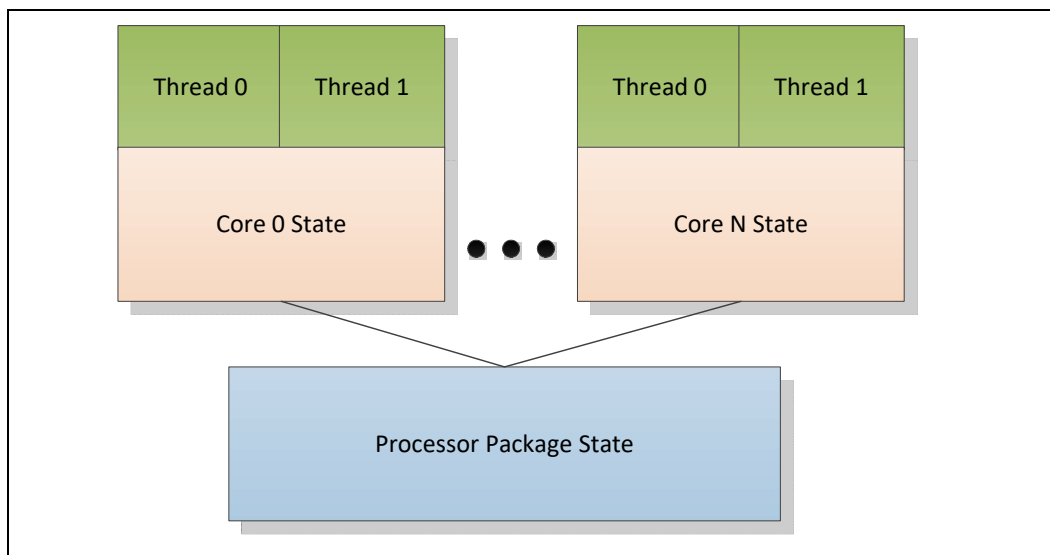 Thread 0
Thread 1
Thread 0
Thread 1
Core 0 State
Core N State
Processor Package State